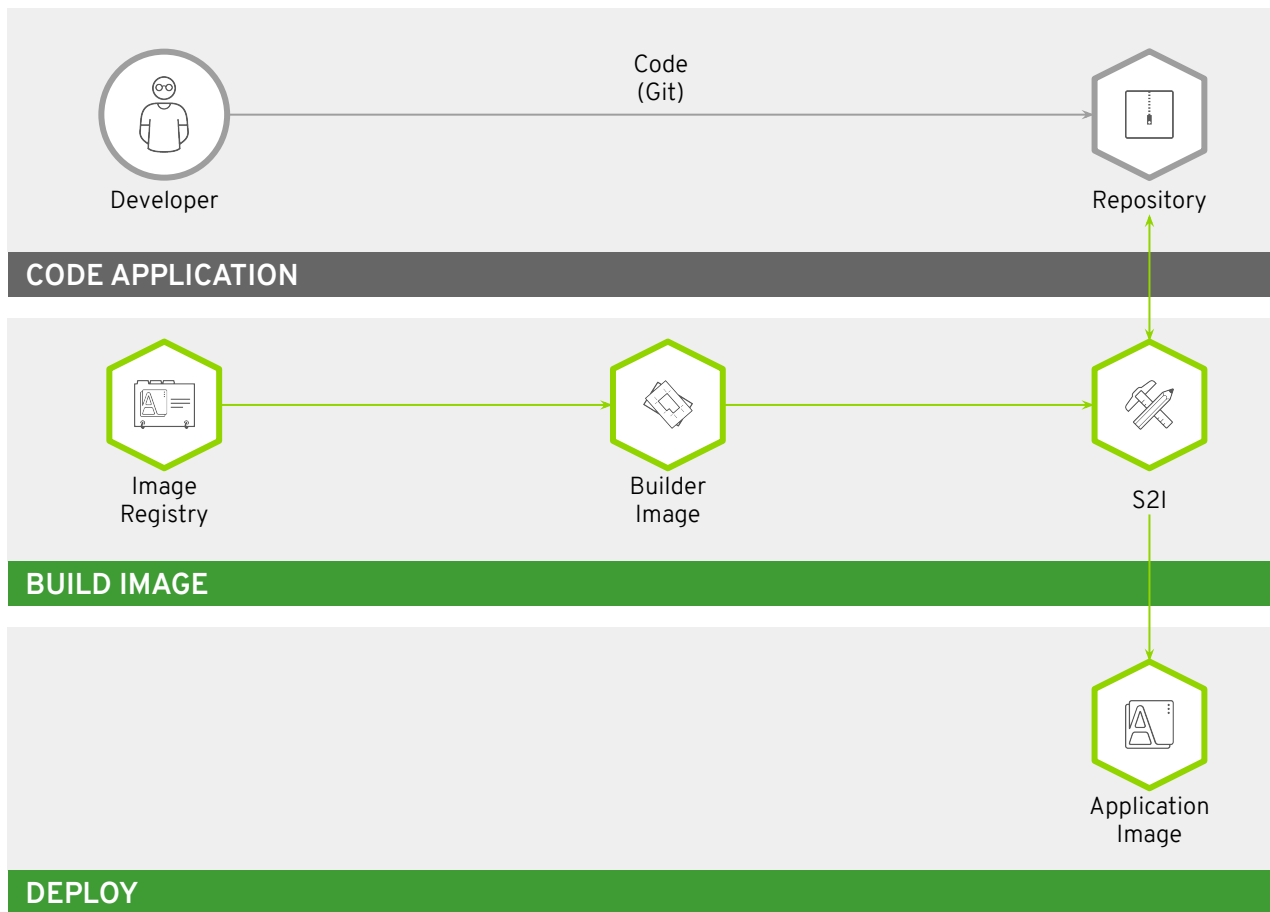 Code
(Git)
Developer
Repository
CODE APPLICATION
Image
Registry
Builder
Image
S2I
BUILD IMAGE
Application
Image
DEPLOY